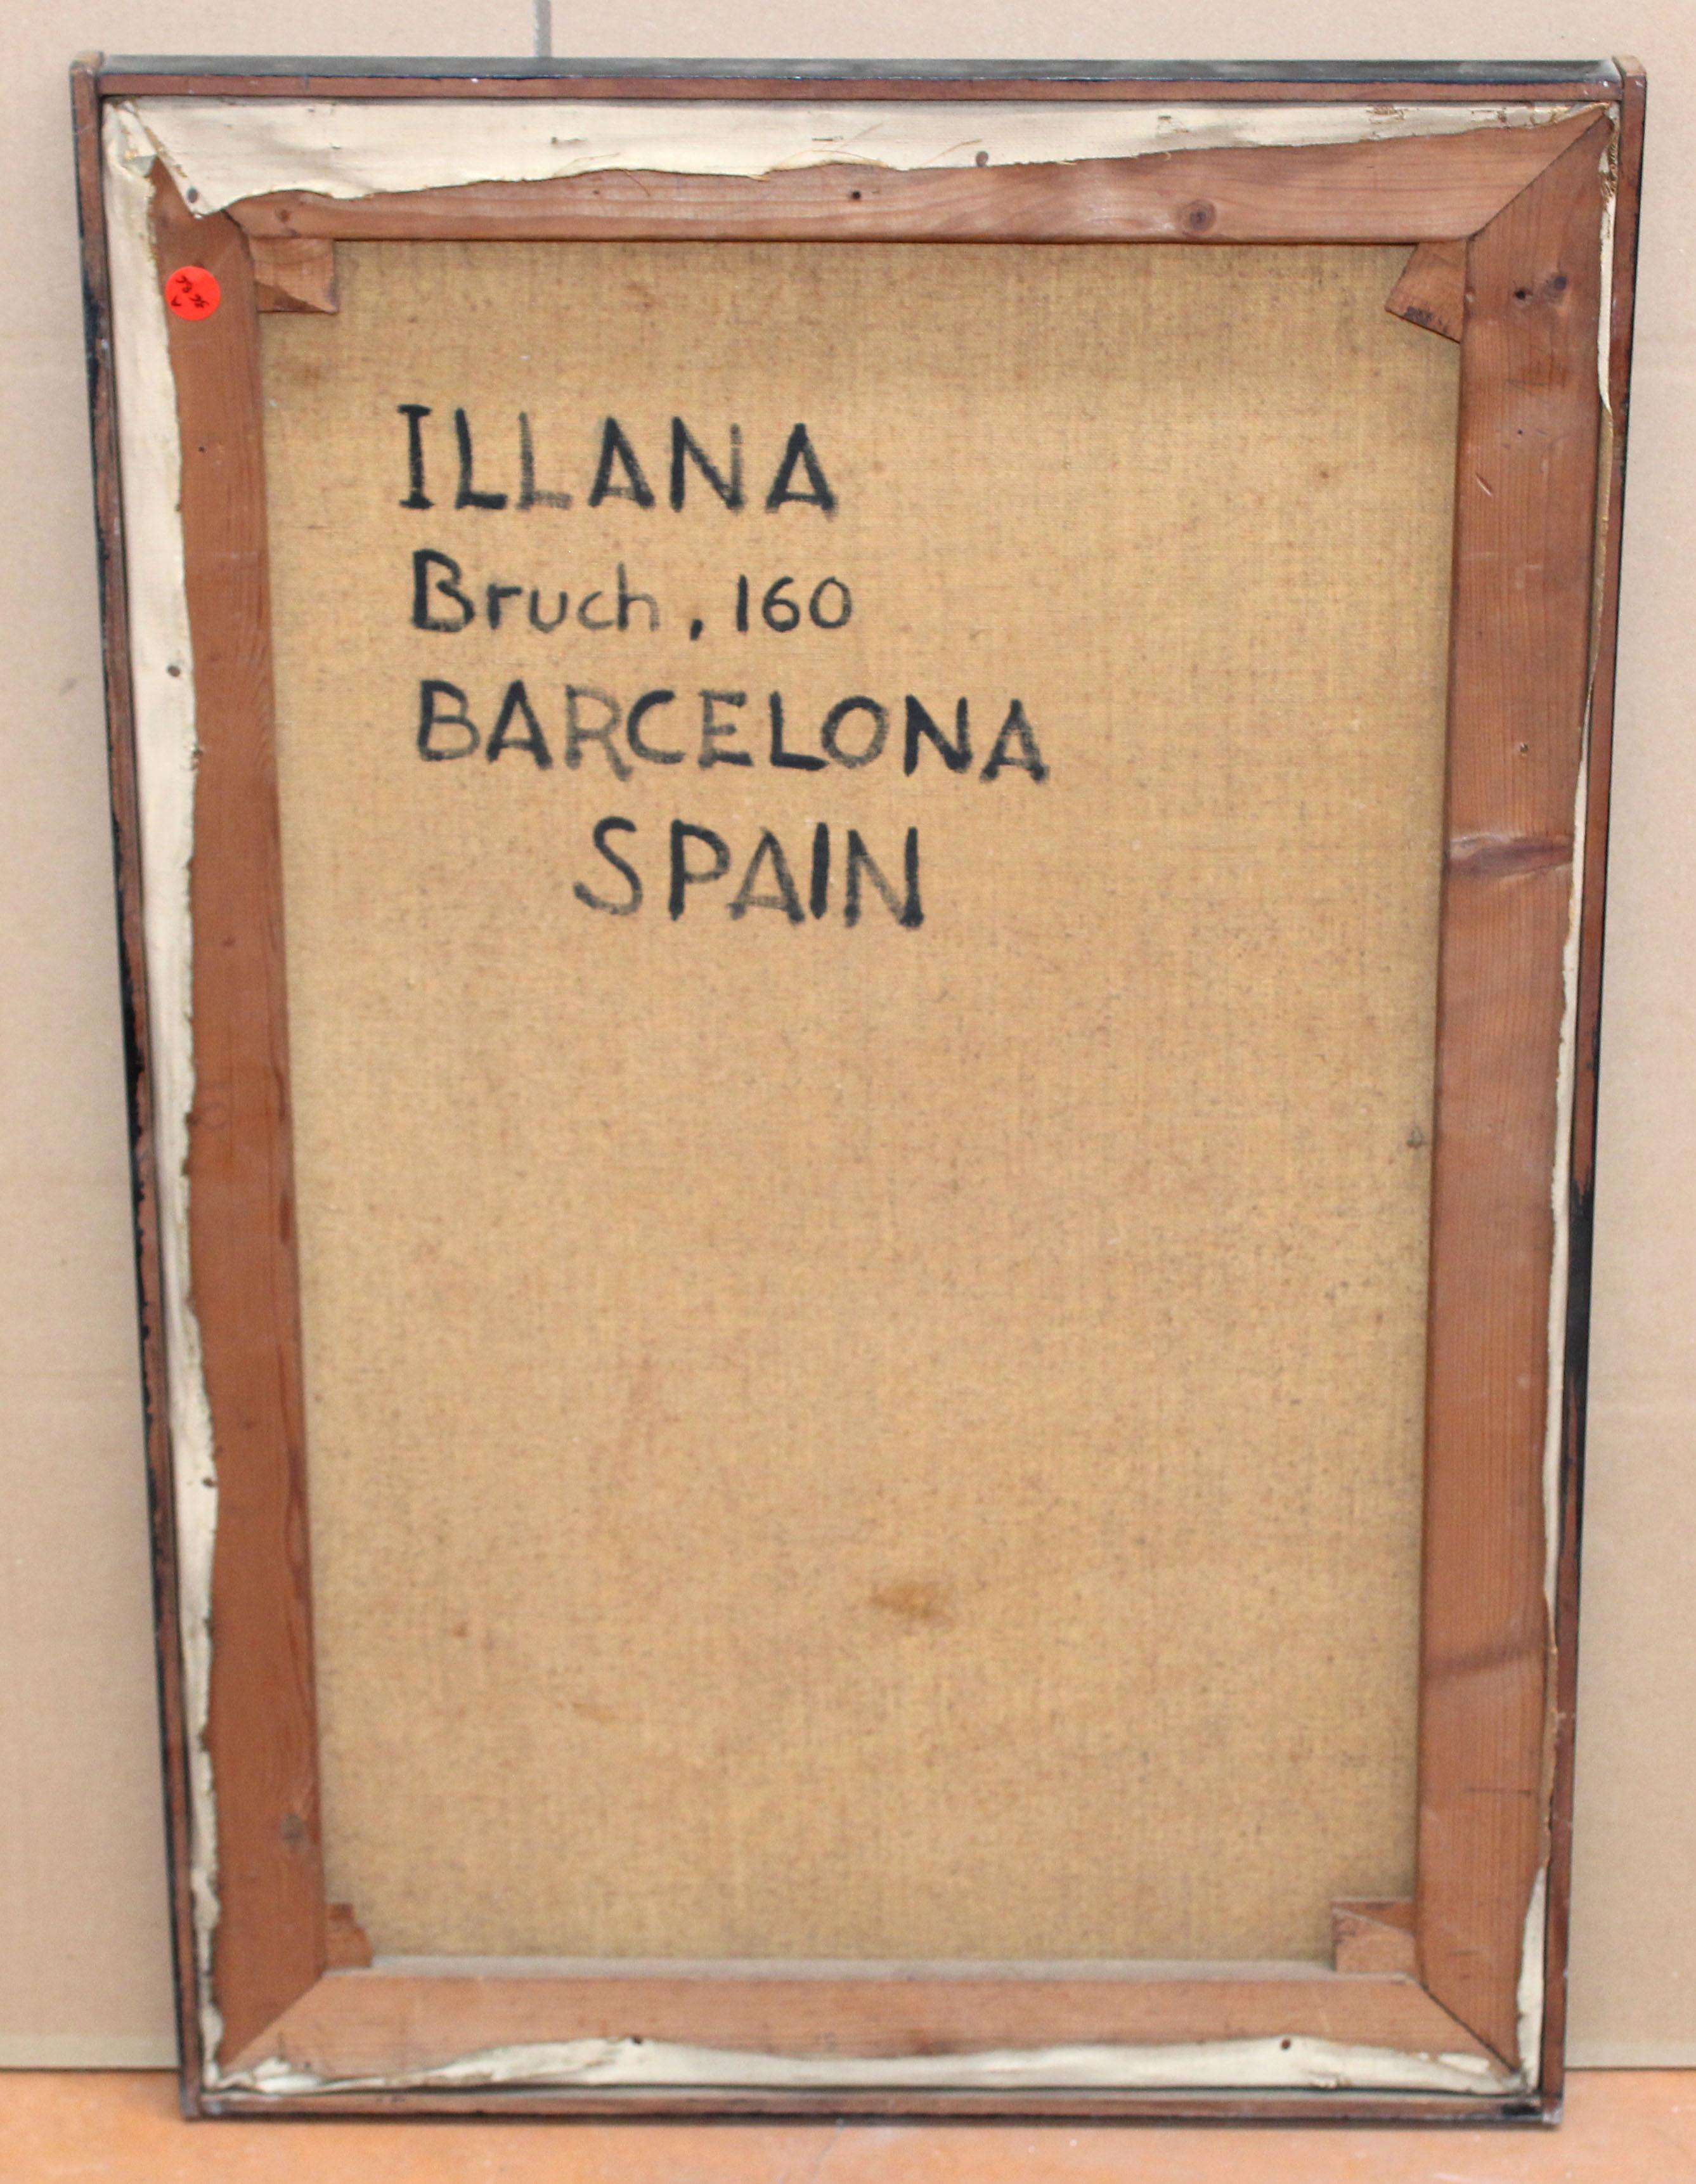 ILLANA
Bruch, 160
BARCELONA
SPAIN